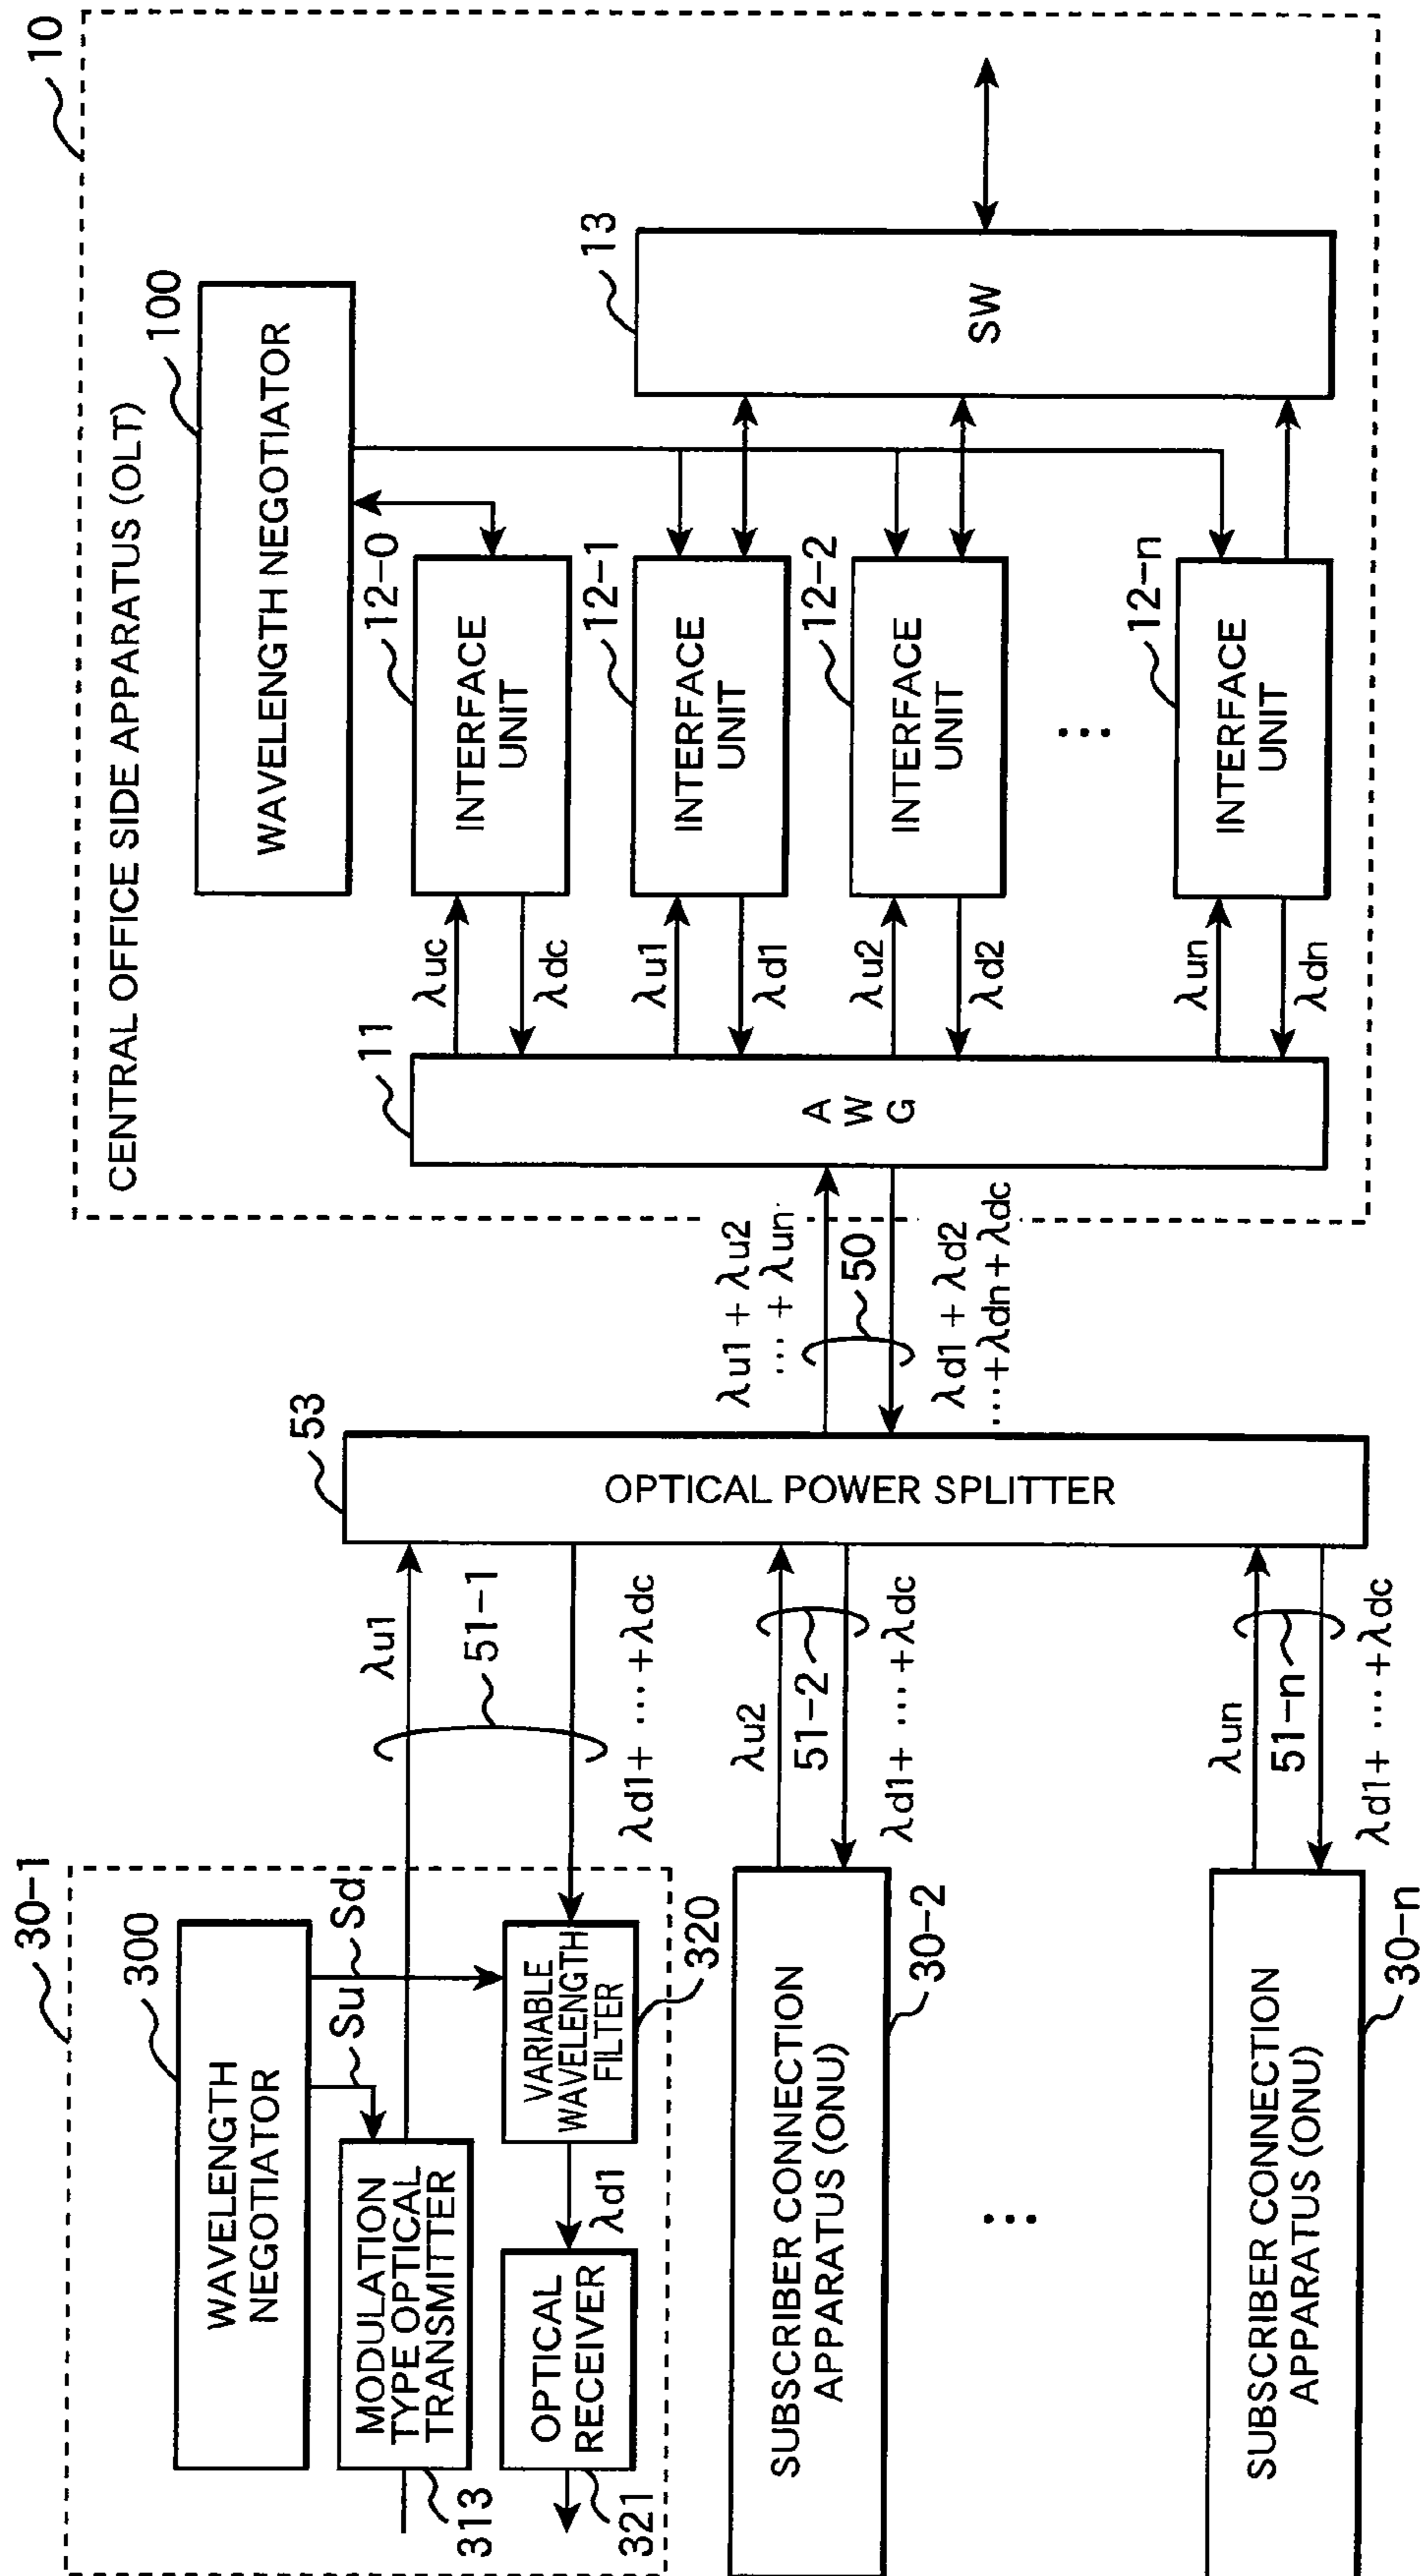 30-1
300
WAVELENGTH
NEGOTIATOR
Su
Sd
MODULATION
TYPE OPTICAL
TRANSMITTER
313
VARIABLE
WAVELENGTH
FILTER
320
λd1
OPTICAL
RECEIVER
321
λu1
51-1
λd1+ ... +λdc
SUBSCRIBER CONNECTION
APPARATUS (ONU)
30-2
λu2
51-2
λd1+ ... +λdc
...
SUBSCRIBER CONNECTION
APPARATUS (ONU)
30-n
λun
51-n
λd1+ ... +λdc
53
OPTICAL POWER SPLITTER
λu1 + λu2
... + λun
50
λd1 + λd2
...+λdn+λdc
10
CENTRAL OFFICE SIDE APPARATUS (OLT)
100
WAVELENGTH NEGOTIATOR
11
A
W
G
λuc
λdc
12-0
INTERFACE
UNIT
λu1
λd1
12-1
INTERFACE
UNIT
λu2
λd2
12-2
INTERFACE
UNIT
...
λun
λdn
12-n
INTERFACE
UNIT
13
SW